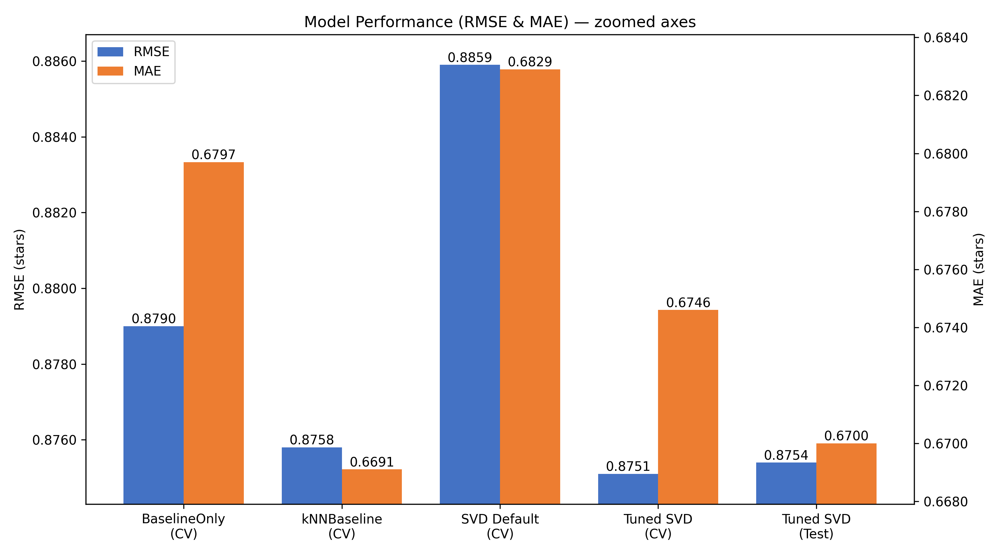 Model Performance (RMSE & MAE) — zoomed axes
RMSE
MAE
RMSE (stars)
0.8860
0.8840
0.8820
0.8800
0.8780
0.8760
0.8790
0.6797
0.8758
0.6691
0.8859
0.6829
0.8751
0.6746
0.8754
0.6700
0.6840
0.6820
0.6800
0.6780
0.6760
0.6740
0.6720
0.6700
0.6680
MAE (stars)
BaselineOnly
(CV)
kNNBaseline
(CV)
SVD Default
(CV)
Tuned SVD
(CV)
Tuned SVD
(Test)